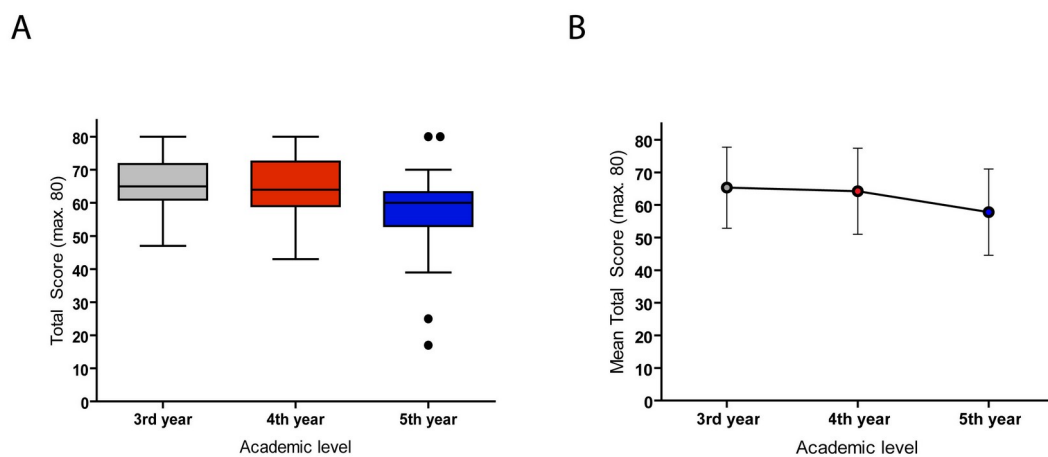 A
Total Score (max. 80)
80
70
60
50
40
30
20
10
0
3rd year 4th year 5th year
Academic level
B
Mean Total Score (max. 80)
80
70
60
50
40
30
20
10
0
3rd year 4th year 5th year
Academic level